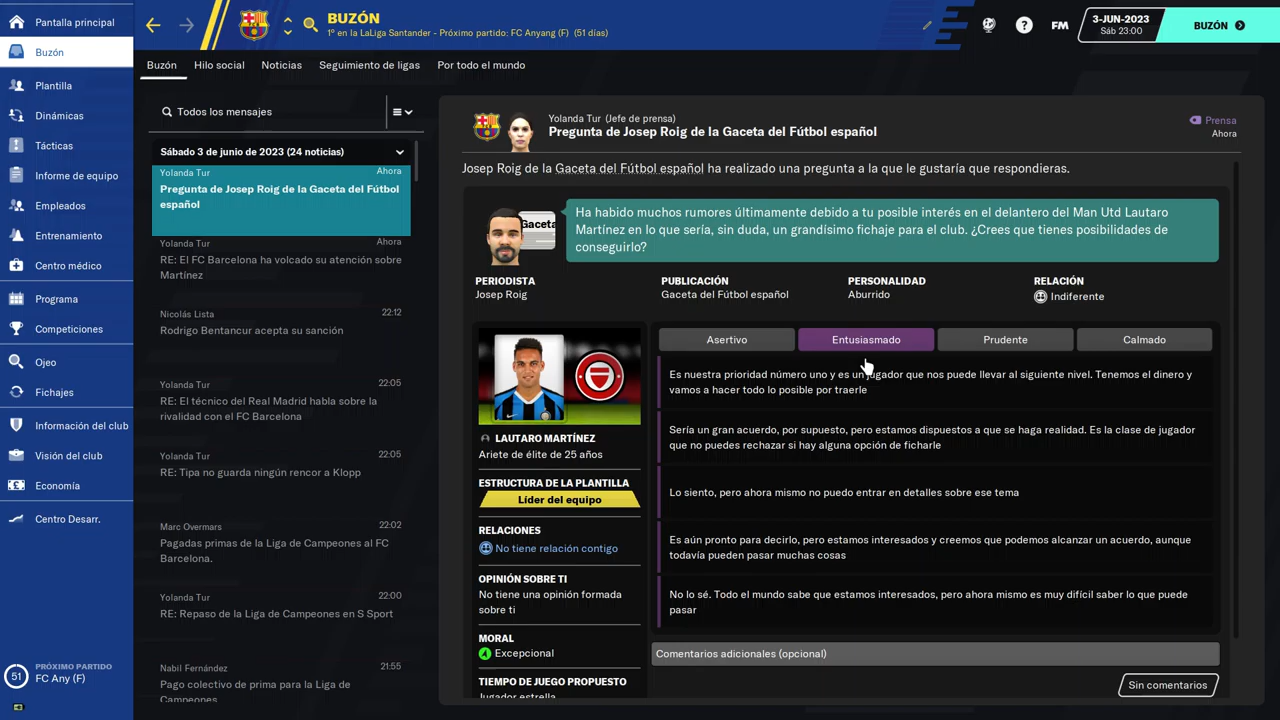 Pantalla principal
Buzón
Plantilla
Dinámicas
Tácticas
Informe de equipo
Empleados
Entrenamiento
Centro médico
Programa
Competiciones
Ojeo
Fichajes
Información del club
Visión del club
Economía
Centro Desarr.
51
PRÓXIMO PARTIDO
FC Any (F)
BUZÓN
1º en la LaLiga Santander - Próximo partido: FC Anyang (F) (51 días)
FM
3-JUN-2023
Sáb 23:00
BUZÓN
Buzón
Hilo social
Noticias
Seguimiento de ligas
Por todo el mundo
Todos los mensajes
Sábado 3 de junio de 2023 (24 noticias)
Yolanda Tur
Ahora
Pregunta de Josep Roig de la Gaceta del Fútbol
español
Yolanda Tur
Ahora
RE: El FC Barcelona ha volcado su atención sobre
Martínez
Nicolás Lista
22:12
Rodrigo Bentancur acepta su sanción
Yolanda Tur
22:05
RE: El técnico del Real Madrid habla sobre la
rivalidad con el FC Barcelona
Yolanda Tur
22:05
RE: Tipa no guarda ningún rencor a Klopp
Marc Overmars
22:02
Pagadas primas de la Liga de Campeones al FC
Barcelona.
Yolanda Tur
22:00
RE: Repaso de la Liga de Campeones en S Sport
Nabil Fernández
21:55
Pago colectivo de prima para la Liga de
Campeones
Yolanda Tur (Jefe de prensa)
Pregunta de Josep Roig de la Gaceta del Fútbol español
Prensa
Ahora
Josep Roig de la Gaceta del Fútbol español ha realizado una pregunta a la que le gustaría que respondieras.
Gaceta
Ha habido muchos rumores últimamente debido a tu posible interés en el delantero del Man Utd Lautaro
Martínez en lo que sería, sin duda, un grandísimo fichaje para el club. ¿Crees que tienes posibilidades de
conseguirlo?
PERIODISTA
Josep Roig
PUBLICACIÓN
Gaceta del Fútbol español
PERSONALIDAD
Aburrido
RELACIÓN
Indiferente
LAUTARO MARTÍNEZ
Ariete de élite de 25 años
ESTRUCTURA DE LA PLANTILLA
Líder del equipo
RELACIONES
No tiene relación contigo
OPINIÓN SOBRE TI
No tiene una opinión formada
sobre ti
MORAL
Excepcional
TIEMPO DE JUEGO PROPUESTO
Jugador estrella
Asertivo
Entusiasmado
Prudente
Calmado
Es nuestra prioridad número uno y es un jugador que nos puede llevar al siguiente nivel. Tenemos el dinero y
vamos a hacer todo lo posible por traerle
Sería un gran acuerdo, por supuesto, pero estamos dispuestos a que se haga realidad. Es la clase de jugador
que no puedes rechazar si hay alguna opción de ficharle
Lo siento, pero ahora mismo no puedo entrar en detalles sobre ese tema
Es aún pronto para decirlo, pero estamos interesados y creemos que podemos alcanzar un acuerdo, aunque
todavía pueden pasar muchas cosas
No lo sé. Todo el mundo sabe que estamos interesados, pero ahora mismo es muy difícil saber lo que puede
pasar
Comentarios adicionales (opcional)
Sin comentarios